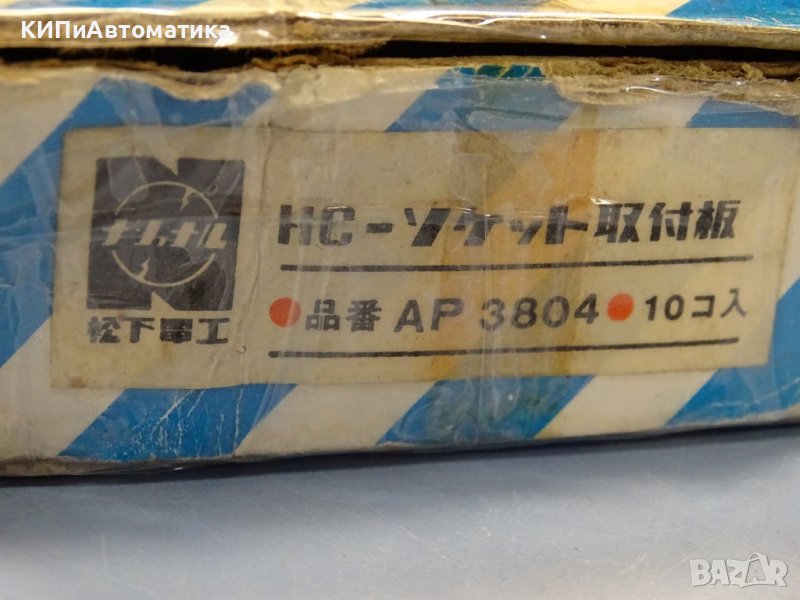 КИПиАвтоматика
ナショナル
松下電工
HC-ソケット取付板
●品番 AP 3804 ●10コ入
BAZAR